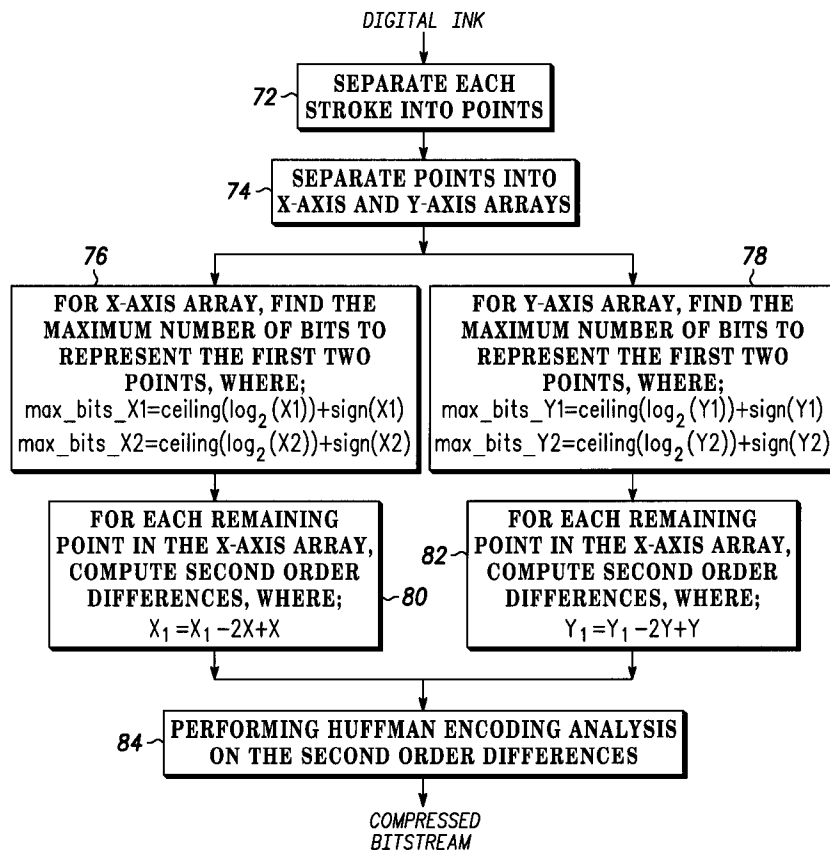 DIGITAL INK
72
SEPARATE EACH
STROKE INTO POINTS
74
SEPARATE POINTS INTO
X-AXIS AND Y-AXIS ARRAYS
76
FOR X-AXIS ARRAY, FIND THE
MAXIMUM NUMBER OF BITS TO
REPRESENT THE FIRST TWO
POINTS, WHERE;
max_bits_X1=ceiling(log₂(X1))+sign(X1)
max_bits_X2=ceiling(log₂(X2))+sign(X2)
78
FOR Y-AXIS ARRAY, FIND THE
MAXIMUM NUMBER OF BITS TO
REPRESENT THE FIRST TWO
POINTS, WHERE;
max_bits_Y1=ceiling(log₂(Y1))+sign(Y1)
max_bits_Y2=ceiling(log₂(Y2))+sign(Y2)
FOR EACH REMAINING
POINT IN THE X-AXIS ARRAY,
COMPUTE SECOND ORDER
DIFFERENCES, WHERE;
X₁=X₁-2X+X
80
82
FOR EACH REMAINING
POINT IN THE X-AXIS ARRAY,
COMPUTE SECOND ORDER
DIFFERENCES, WHERE;
Y₁=Y₁-2Y+Y
84
PERFORMING HUFFMAN ENCODING ANALYSIS
ON THE SECOND ORDER DIFFERENCES
COMPRESSED
BITSTREAM